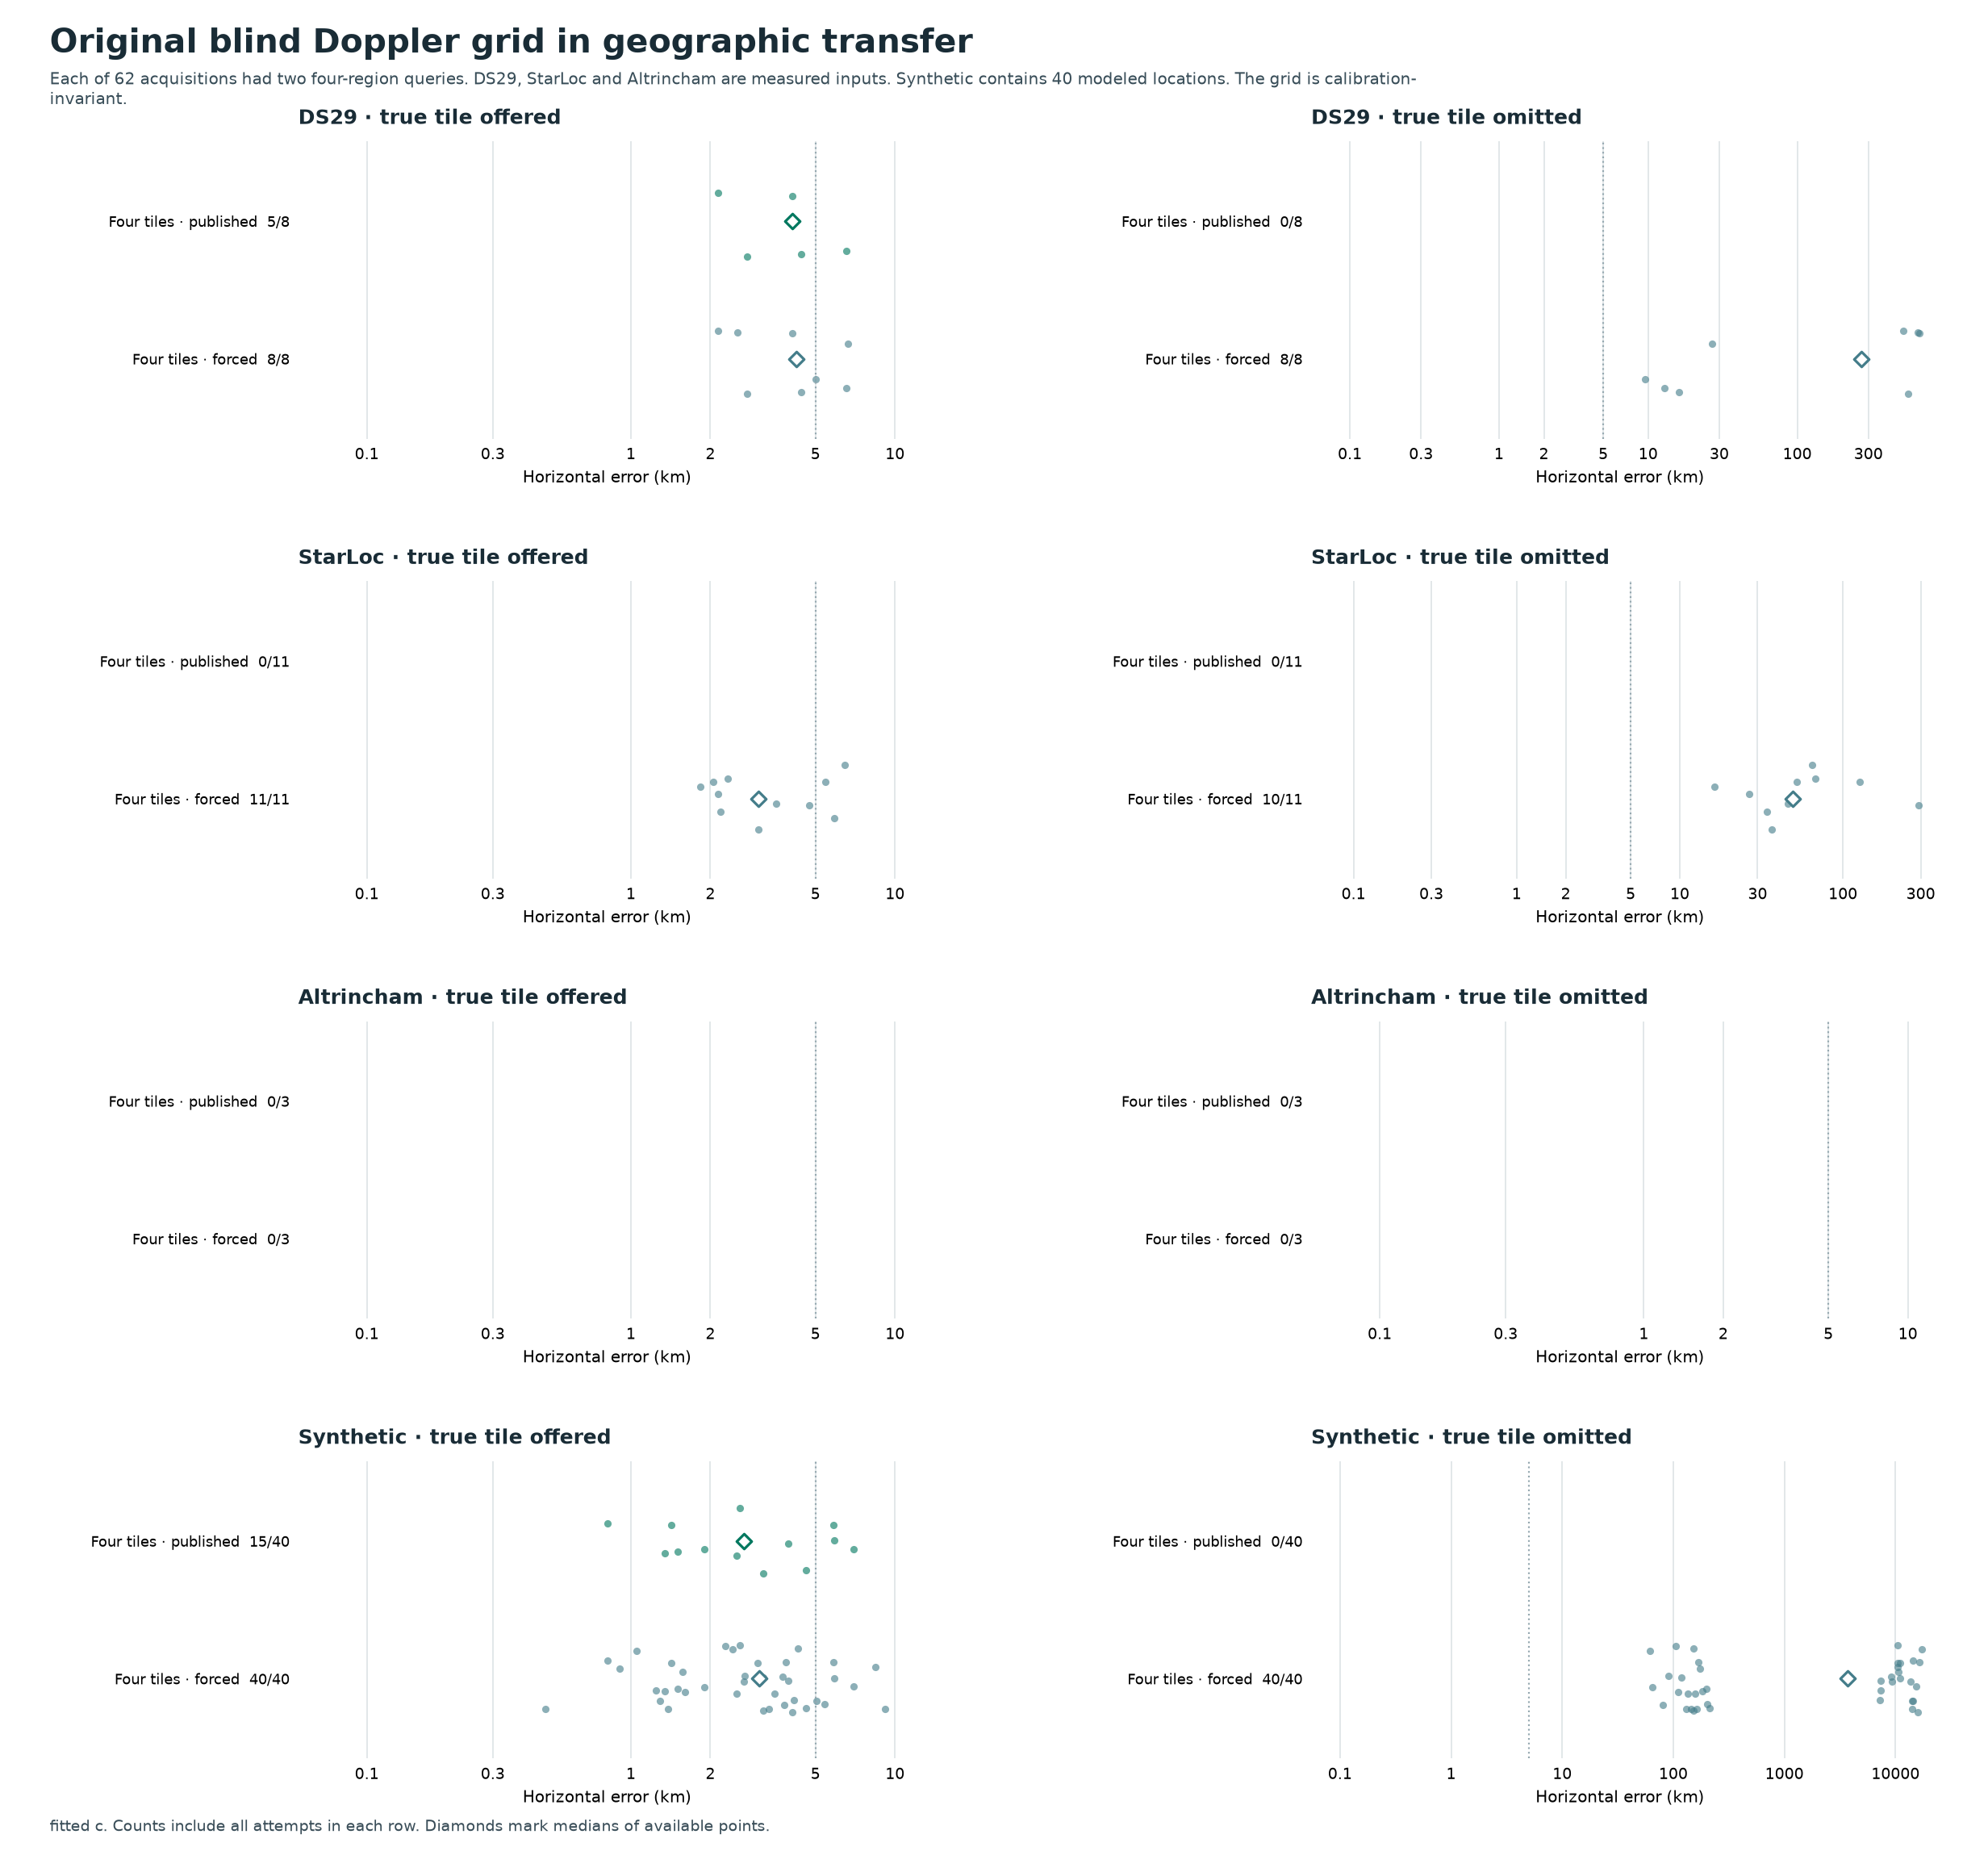 Original blind Doppler grid in geographic transfer
Each of 62 acquisitions had two four-region queries. DS29, StarLoc and Altrincham are measured inputs. Synthetic contains 40 modeled locations. The grid is calibration-
invariant.
DS29 · true tile offered
Four tiles · published 5/8
Four tiles · forced 8/8
0.1 0.3 1 2 5 10
Horizontal error (km)
DS29 · true tile omitted
Four tiles · published 0/8
Four tiles · forced 8/8
0.1 0.3 1 2 5 10 30 100 300
Horizontal error (km)
StarLoc · true tile offered
Four tiles · published 0/11
Four tiles · forced 11/11
0.1 0.3 1 2 5 10
Horizontal error (km)
StarLoc · true tile omitted
Four tiles · published 0/11
Four tiles · forced 10/11
0.1 0.3 1 2 5 10 30 100 300
Horizontal error (km)
Altrincham · true tile offered
Four tiles · published 0/3
Four tiles · forced 0/3
0.1 0.3 1 2 5 10
Horizontal error (km)
Altrincham · true tile omitted
Four tiles · published 0/3
Four tiles · forced 0/3
0.1 0.3 1 2 5 10
Horizontal error (km)
Synthetic · true tile offered
Four tiles · published 15/40
Four tiles · forced 40/40
0.1 0.3 1 2 5 10
Horizontal error (km)
Synthetic · true tile omitted
Four tiles · published 0/40
Four tiles · forced 40/40
0.1 1 10 100 1000 10000
Horizontal error (km)
fitted c. Counts include all attempts in each row. Diamonds mark medians of available points.